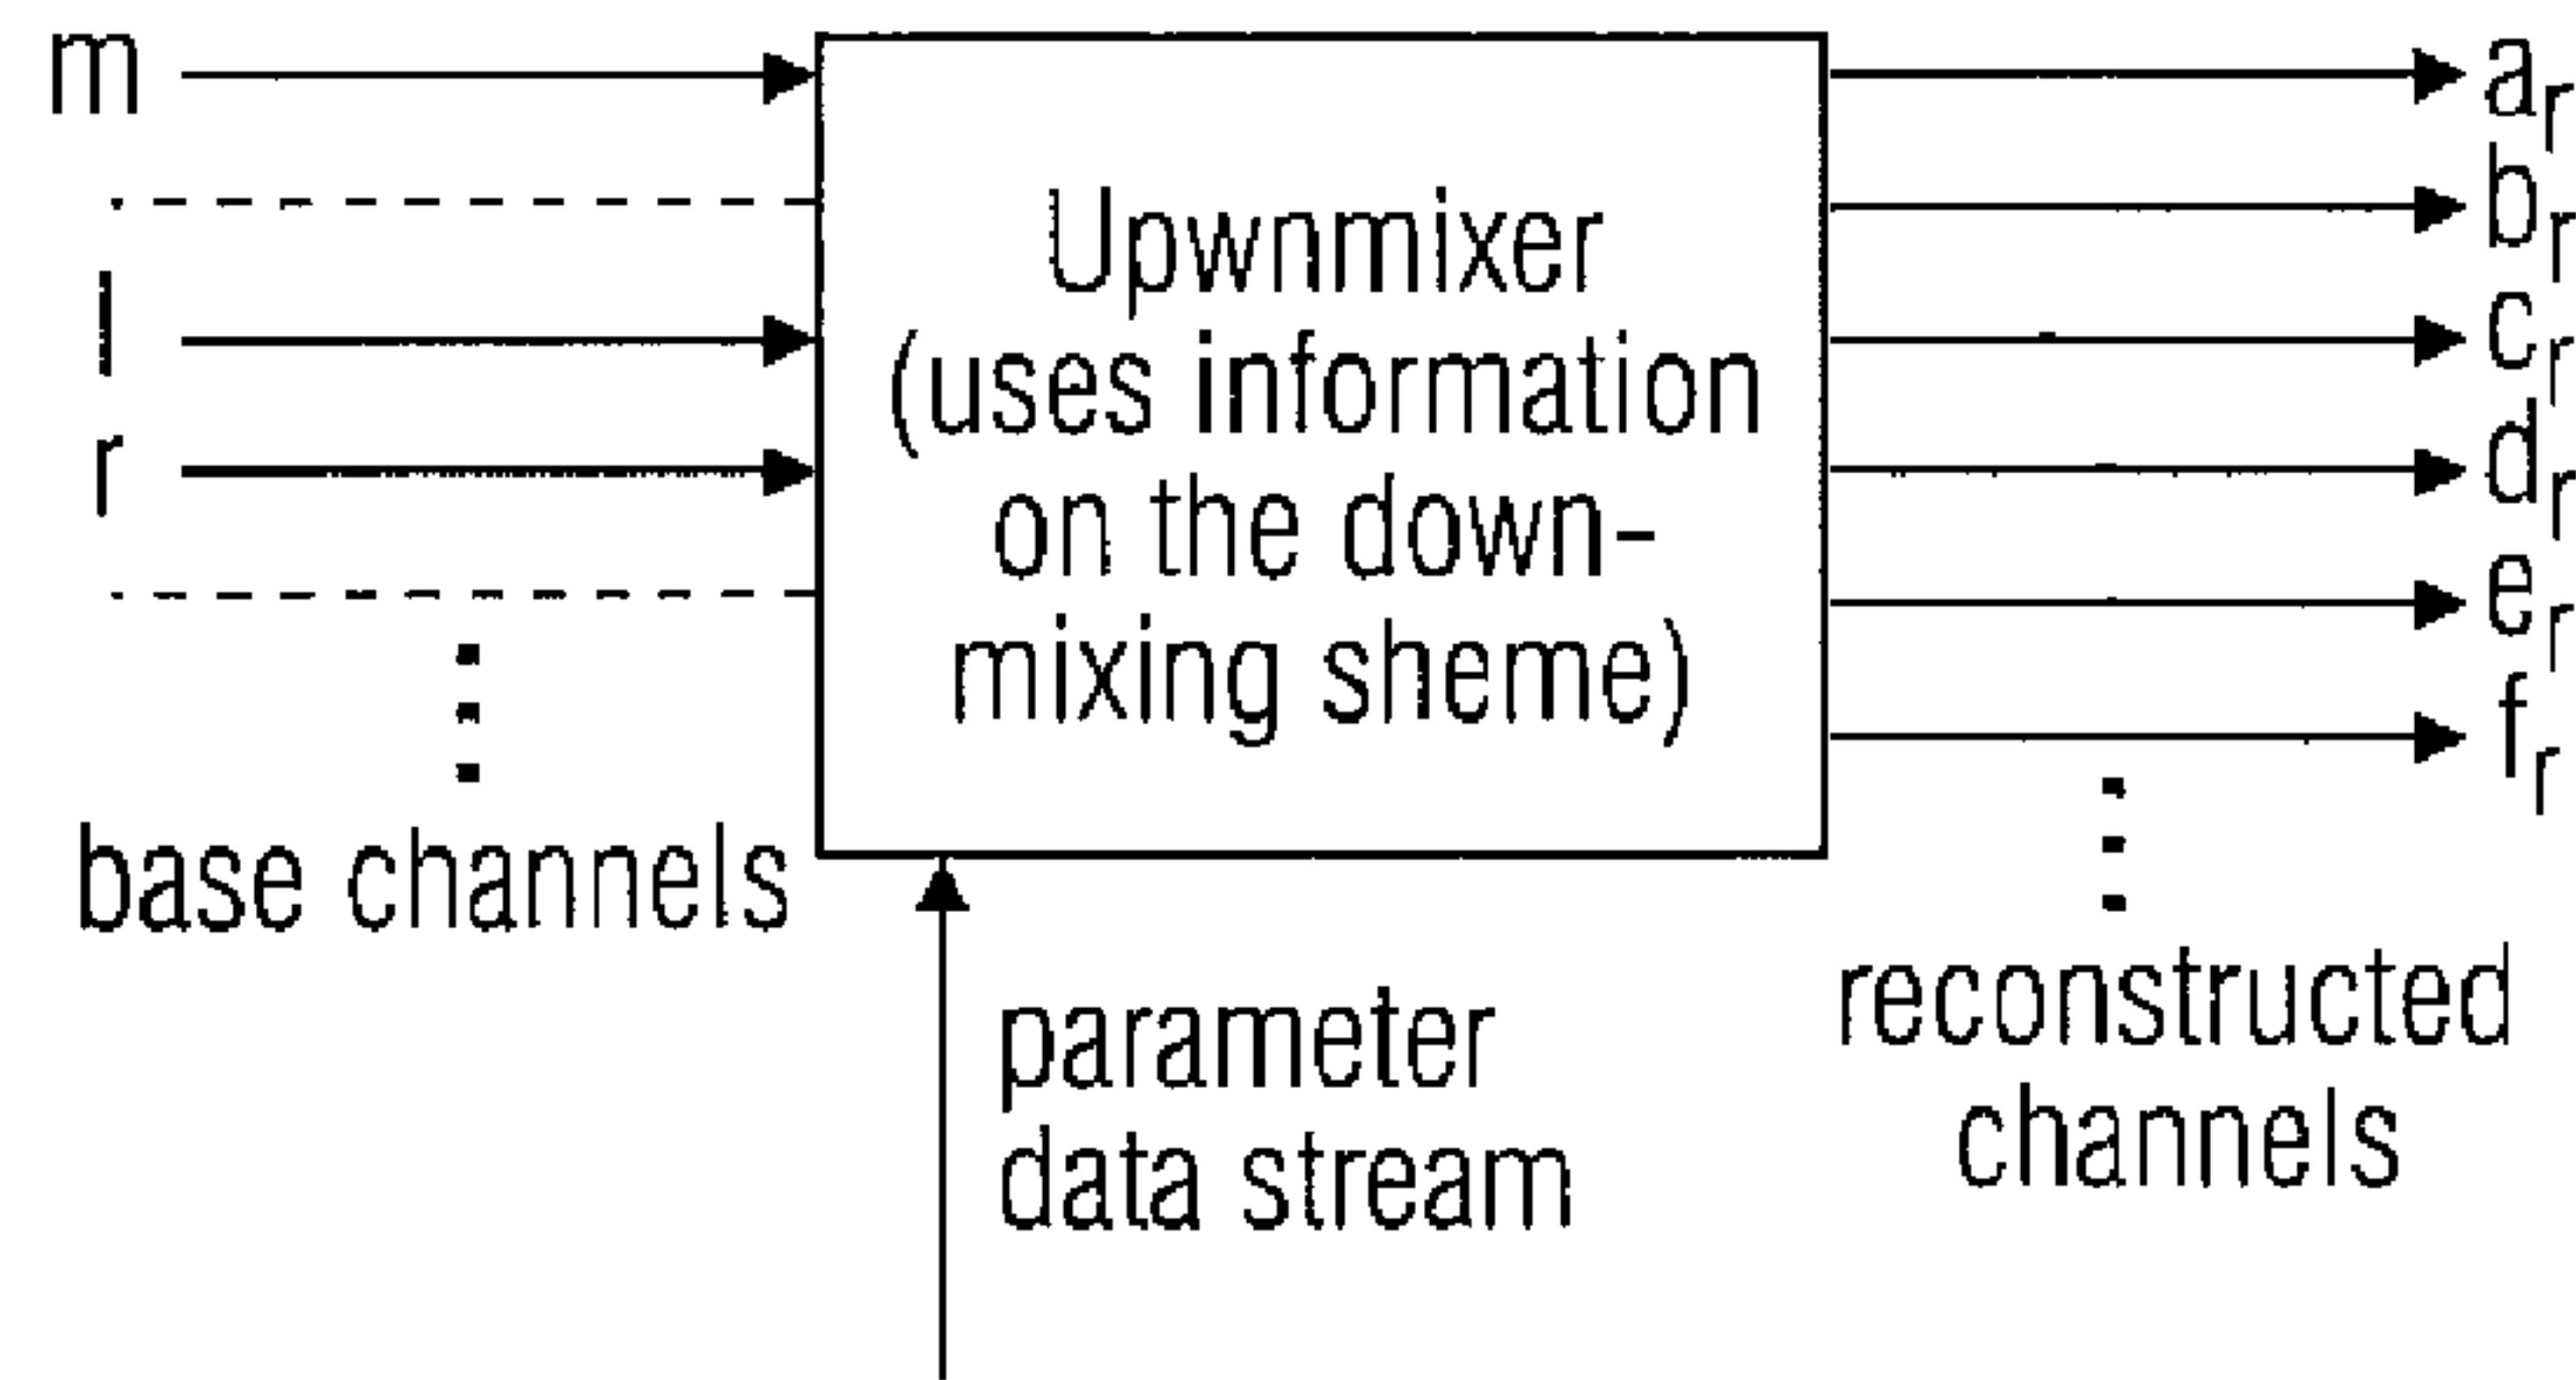 m
l
r
base channels
Upwnmixer
(uses information
on the down-
mixing sheme)
parameter
data stream
a_r
b_r
c_r
d_r
e_r
f_r
reconstructed
channels